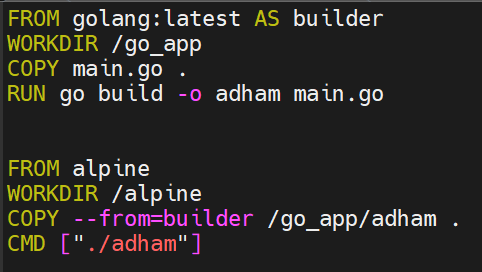 FROM golang:latest AS builder
WORKDIR /go_app
COPY main.go .
RUN go build -o adham main.go
FROM alpine
WORKDIR /alpine
COPY --from=builder /go_app/adham .
CMD ["./adham"]